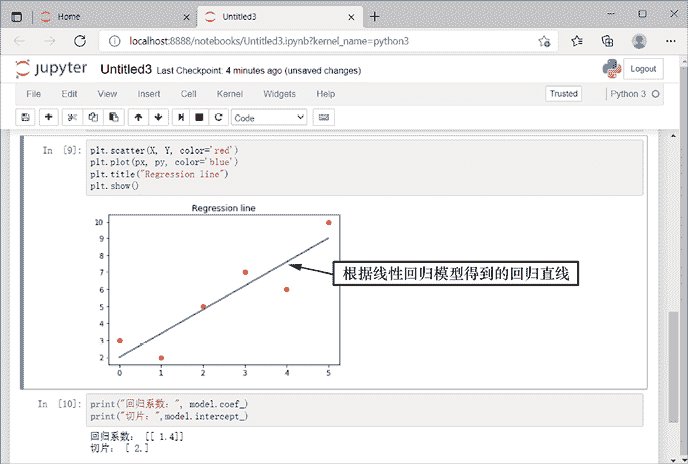 Home
Untitled3
localhost:8888/notebooks/Untitled3.ipynb?kernel_name=python3
jupyter Untitled3 Last Checkpoint: 4 minutes ago (unsaved changes)
Logout
File Edit View Insert Cell Kernel Widgets Help
Trusted
Python 3
Code
In [9]:
plt.scatter(X, Y, color='red')
plt.plot(px, py, color='blue')
plt.title("Regression line")
plt.show()
Regression line
10
9
8
7
6
5
4
3
2
0 1 2 3 4 5
根据线性回归模型得到的回归直线
In [10]:
print("回归系数：", model.coef_)
print("切片：",model.intercept_)
回归系数： [[ 1.4]]
切片： [ 2.]